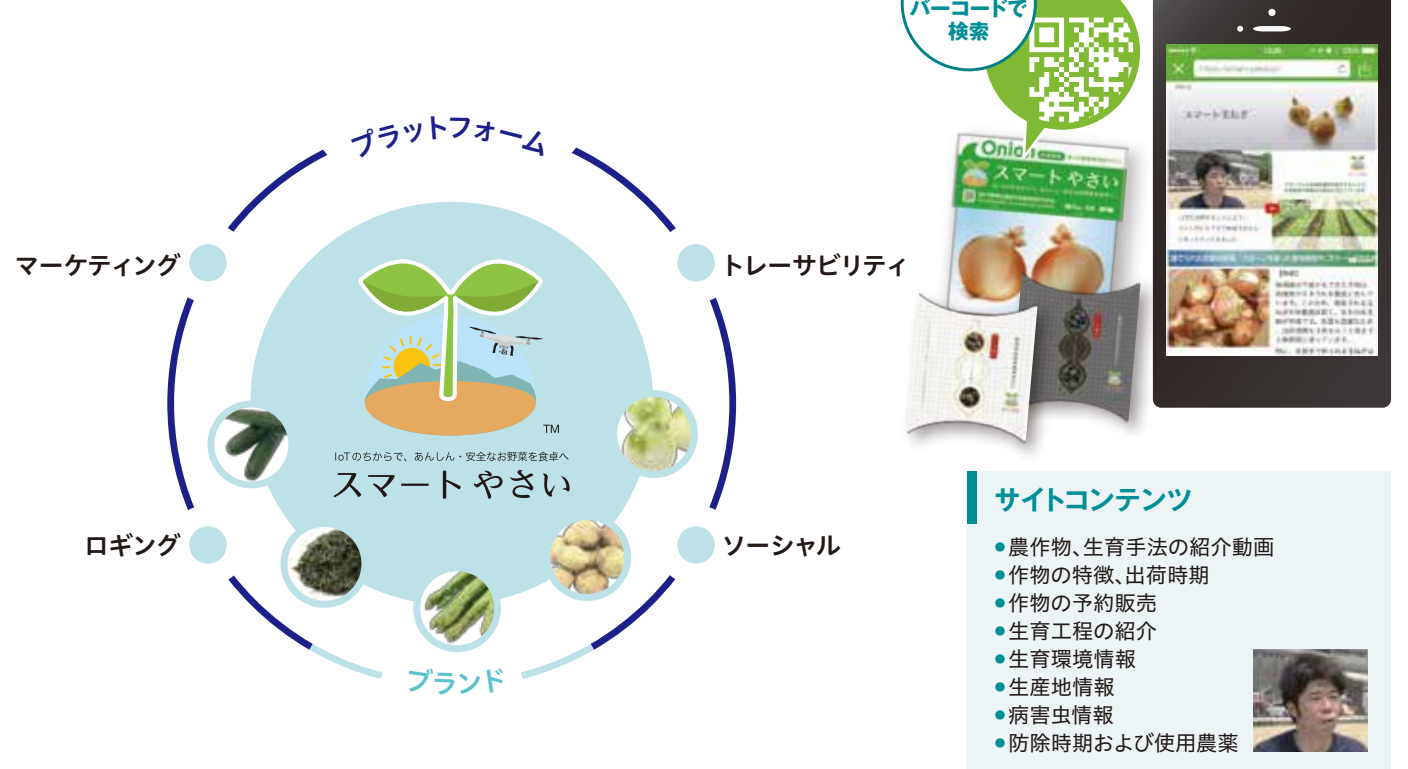 バーコードで
検索
プラットフォーム
マーケティング
トレーサビリティ
ロギング
ソーシャル
ブランド
TM
IoTのちからで、あんしん・安全なお野菜を食卓へ
スマート やさい
Onion
スマート やさい
スマート玉ねぎ
サイトコンテンツ
●農作物、生育手法の紹介動画
●作物の特徴、出荷時期
●作物の予約販売
●生育工程の紹介
●生育環境情報
●生産地情報
●病害虫情報
●防除時期および使用農薬